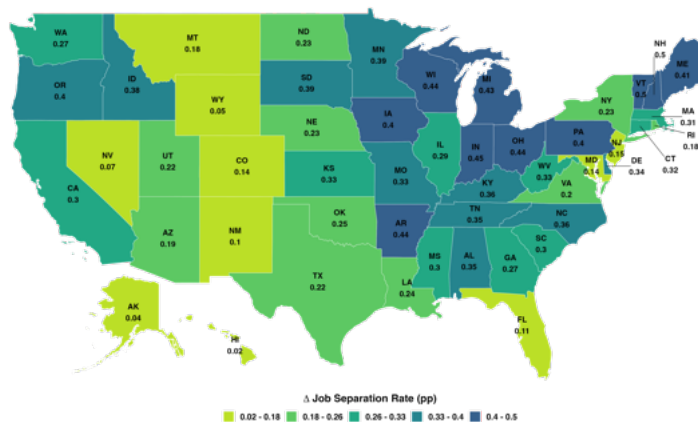 WA
0.27
OR
0.4
CA
0.3
ID
0.38
NV
0.07
MT
0.18
WY
0.05
UT
0.22
AZ
0.19
CO
0.14
NM
0.1
ND
0.23
SD
0.39
NE
0.23
KS
0.33
OK
0.25
TX
0.22
MN
0.39
IA
0.4
MO
0.33
AR
0.44
LA
0.24
WI
0.44
IL
0.29
MI
0.43
IN
0.45
OH
0.44
KY
0.36
TN
0.35
MS
0.3
AL
0.35
GA
0.27
FL
0.11
SC
0.3
NC
0.36
VA
0.2
WV
0.33
PA
0.4
NY
0.23
NJ
0.15
MD
0.14
DE
0.34
CT
0.32
RI
0.18
MA
0.31
VT
0.5
NH
0.5
ME
0.41
AK
0.04
HI
0.02
Δ Job Separation Rate (pp)
0.02 - 0.18 0.18 - 0.26 0.26 - 0.33 0.33 - 0.4 0.4 - 0.5